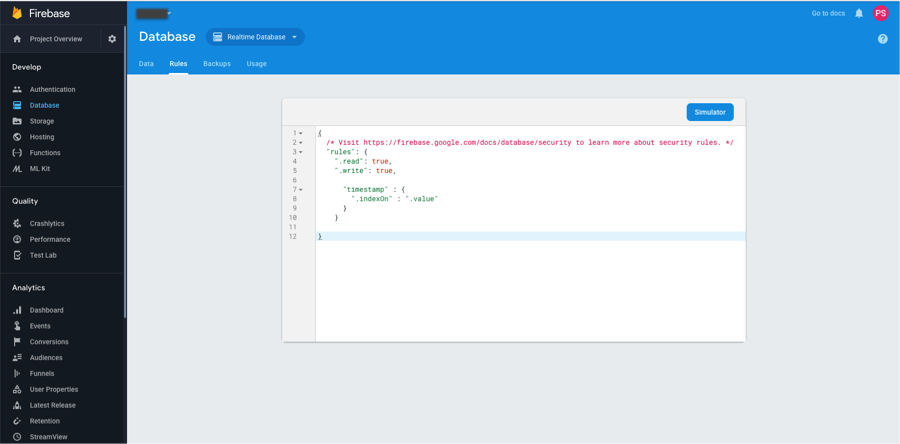 Firebase
Go to docs
PS
Project Overview
Database
Realtime Database
Data
Rules
Backups
Usage
Develop
Authentication
Database
Storage
Hosting
Functions
ML Kit
Quality
Crashlytics
Performance
Test Lab
Analytics
Dashboard
Events
Conversions
Audiences
Funnels
User Properties
Latest Release
Retention
StreamView
Simulator
1 {
2 /* Visit https://firebase.google.com/docs/database/security to learn more about security rules. */
3 "rules": {
4 ".read": true,
5 ".write": true,
6
7 "timestamp" : {
8 ".indexOn" : ".value"
9 }
10 }
11
12 }